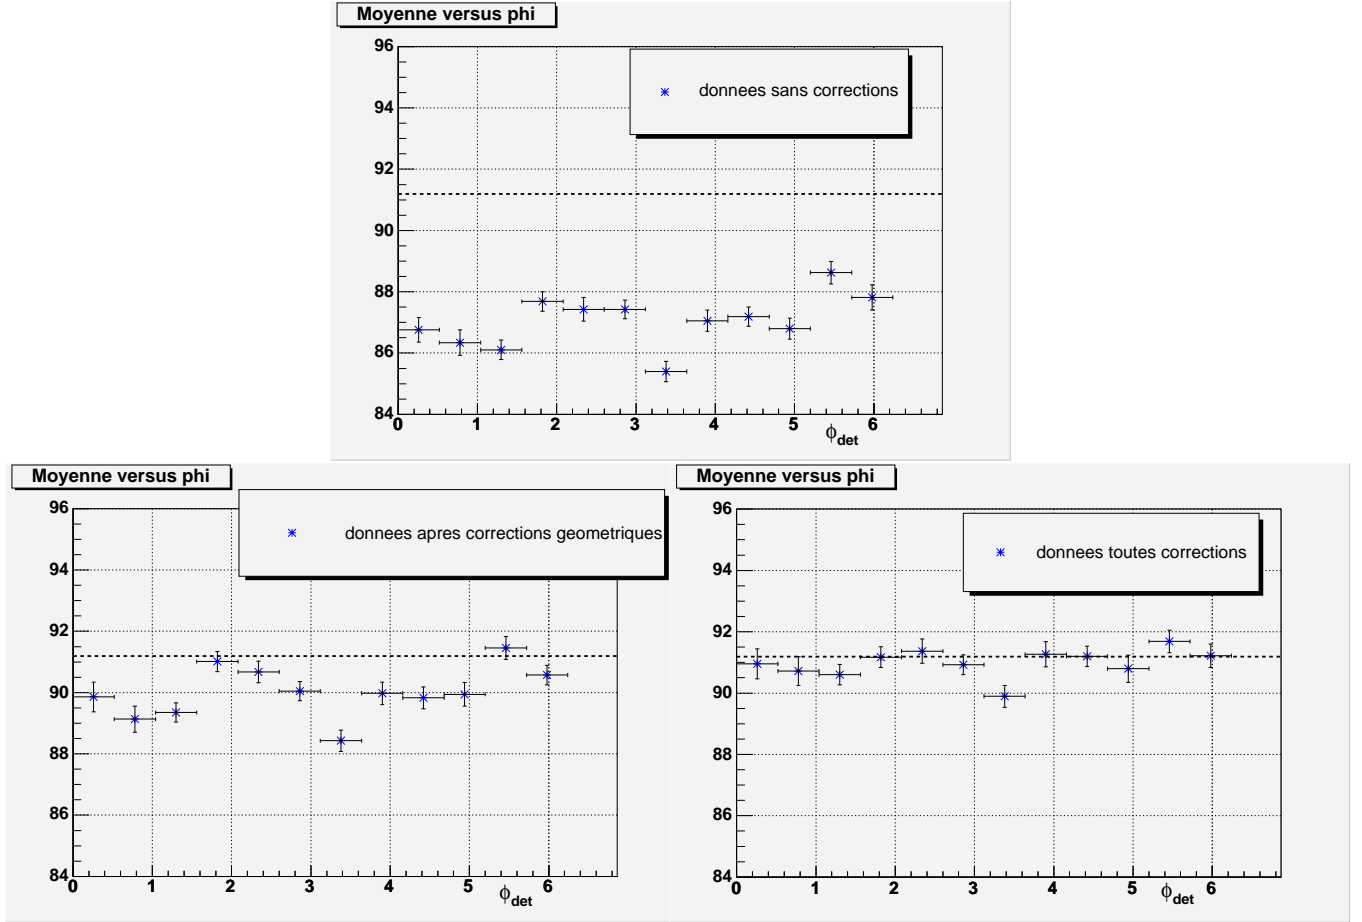 Moyenne versus phi
96
donnees sans corrections
94
92
90
88
86
84
0 1 2 3 4 5 6
ϕdet
Moyenne versus phi
96
donnees apres corrections geometriques
94
92
90
88
86
84
0 1 2 3 4 5 6
ϕdet
Moyenne versus phi
96
donnees toutes corrections
94
92
90
88
86
84
0 1 2 3 4 5 6
ϕdet